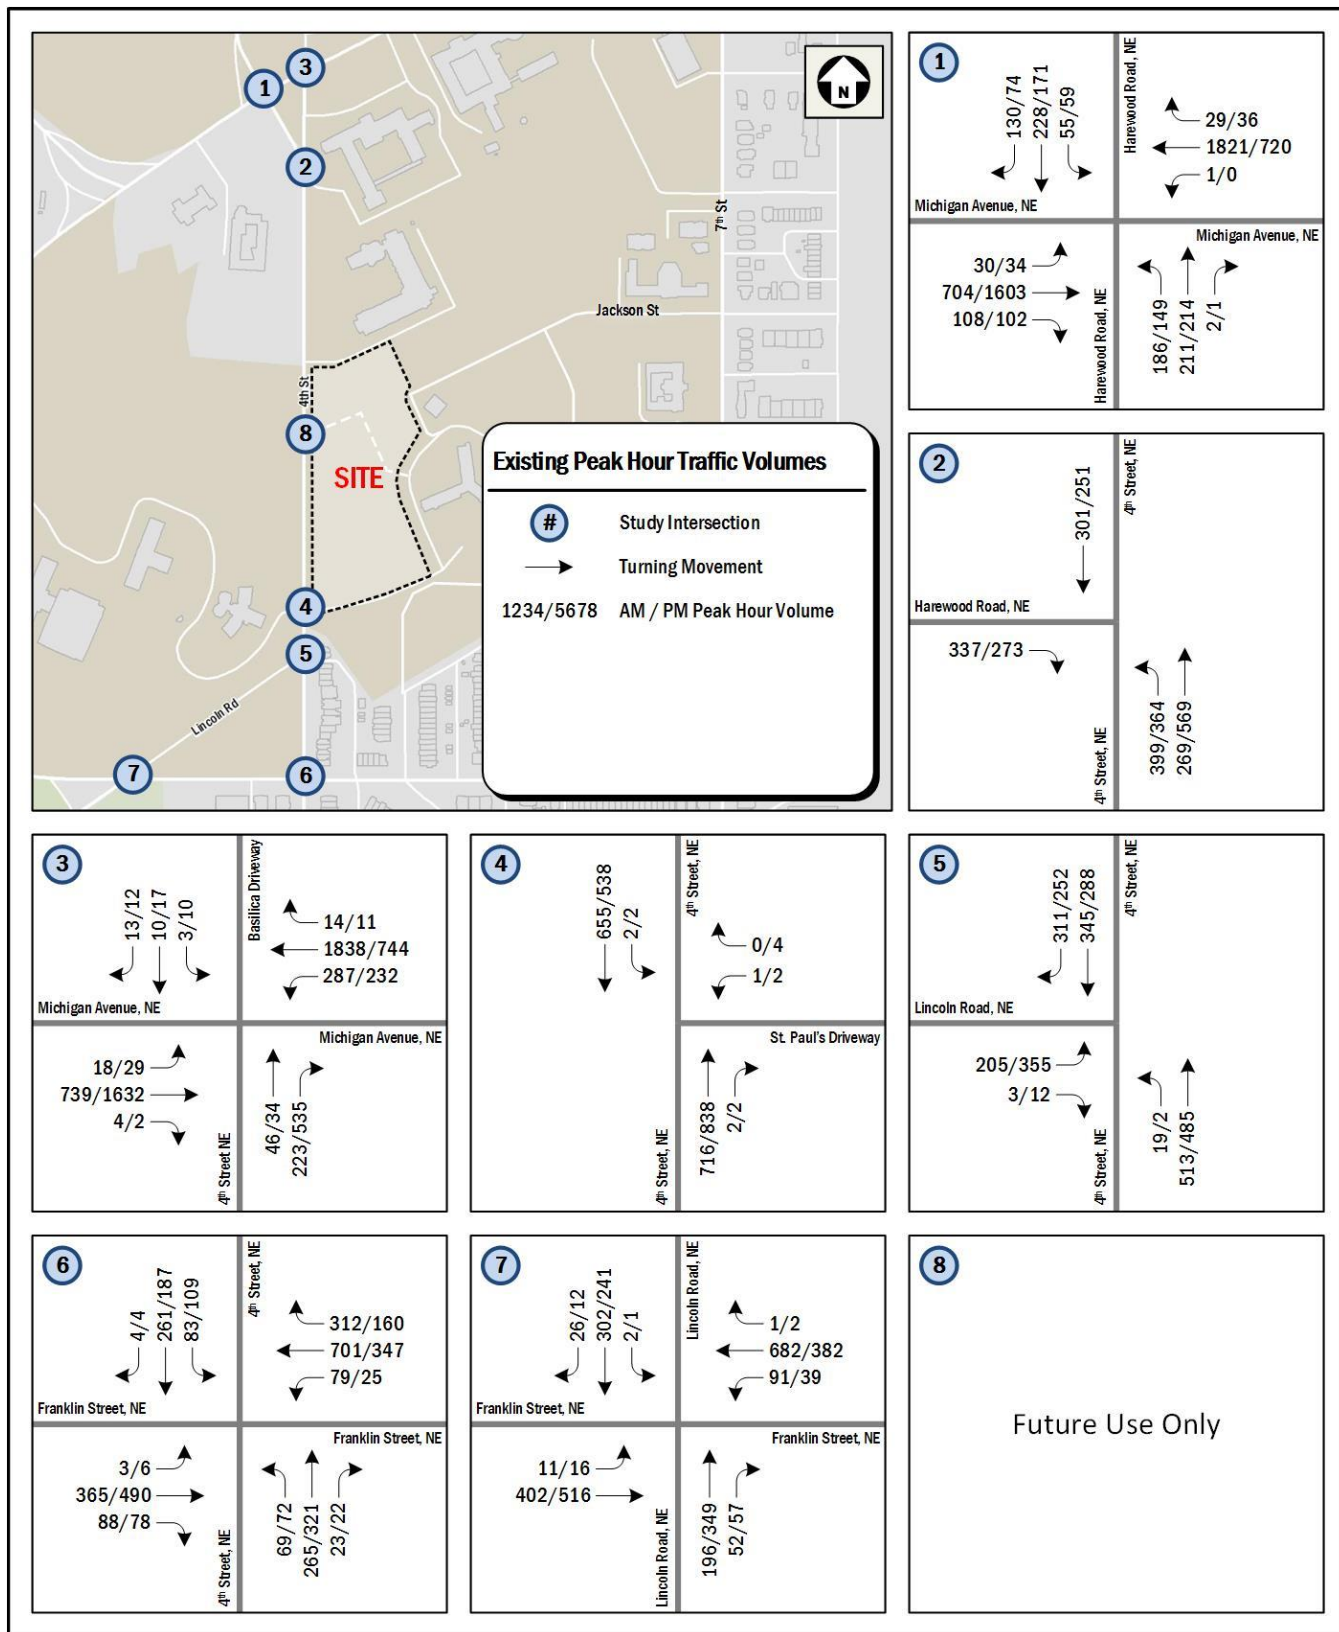 1
3
N
2
7th St
Jackson St
4th St
8
SITE
4
5
Lincoln Rd
7
6
Existing Peak Hour Traffic Volumes
# Study Intersection
Turning Movement
1234/5678 AM / PM Peak Hour Volume
1
130/74
228/171
55/59
Harewood Road, NE
29/36
1821/720
1/0
Michigan Avenue, NE
Michigan Avenue, NE
30/34
704/1603
108/102
Harewood Road, NE
186/149
211/214
2/1
2
301/251
4th Street, NE
Harewood Road, NE
337/273
4th Street, NE
399/364
269/569
3
13/12
10/17
3/10
Basilica Driveway
14/11
1838/744
287/232
Michigan Avenue, NE
Michigan Avenue, NE
18/29
739/1632
4/2
4th Street NE
46/34
223/535
4
655/538
2/2
4th Street, NE
0/4
1/2
St. Paul's Driveway
4th Street, NE
716/838
2/2
5
311/252
345/288
4th Street, NE
Lincoln Road, NE
205/355
3/12
4th Street, NE
19/2
513/485
6
4/4
261/187
83/109
4th Street, NE
312/160
701/347
79/25
Franklin Street, NE
Franklin Street, NE
3/6
365/490
88/78
4th Street, NE
69/72
265/321
23/22
7
26/12
302/241
2/1
Lincoln Road, NE
1/2
682/382
91/39
Franklin Street, NE
Franklin Street, NE
11/16
402/516
Lincoln Road, NE
196/349
52/57
8
Future Use Only